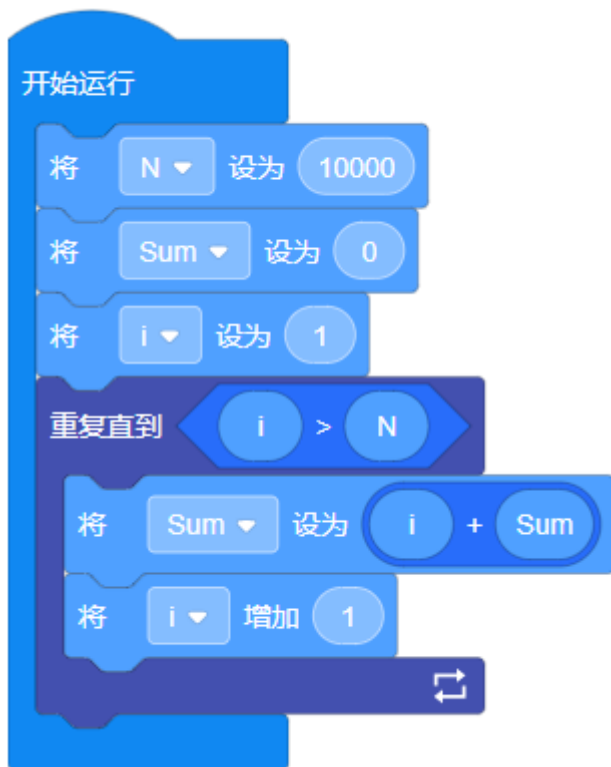 开始运行
将 N 设为 10000
将 Sum 设为 0
将 i 设为 1
重复直到 i > N
将 Sum 设为 i + Sum
将 i 增加 1